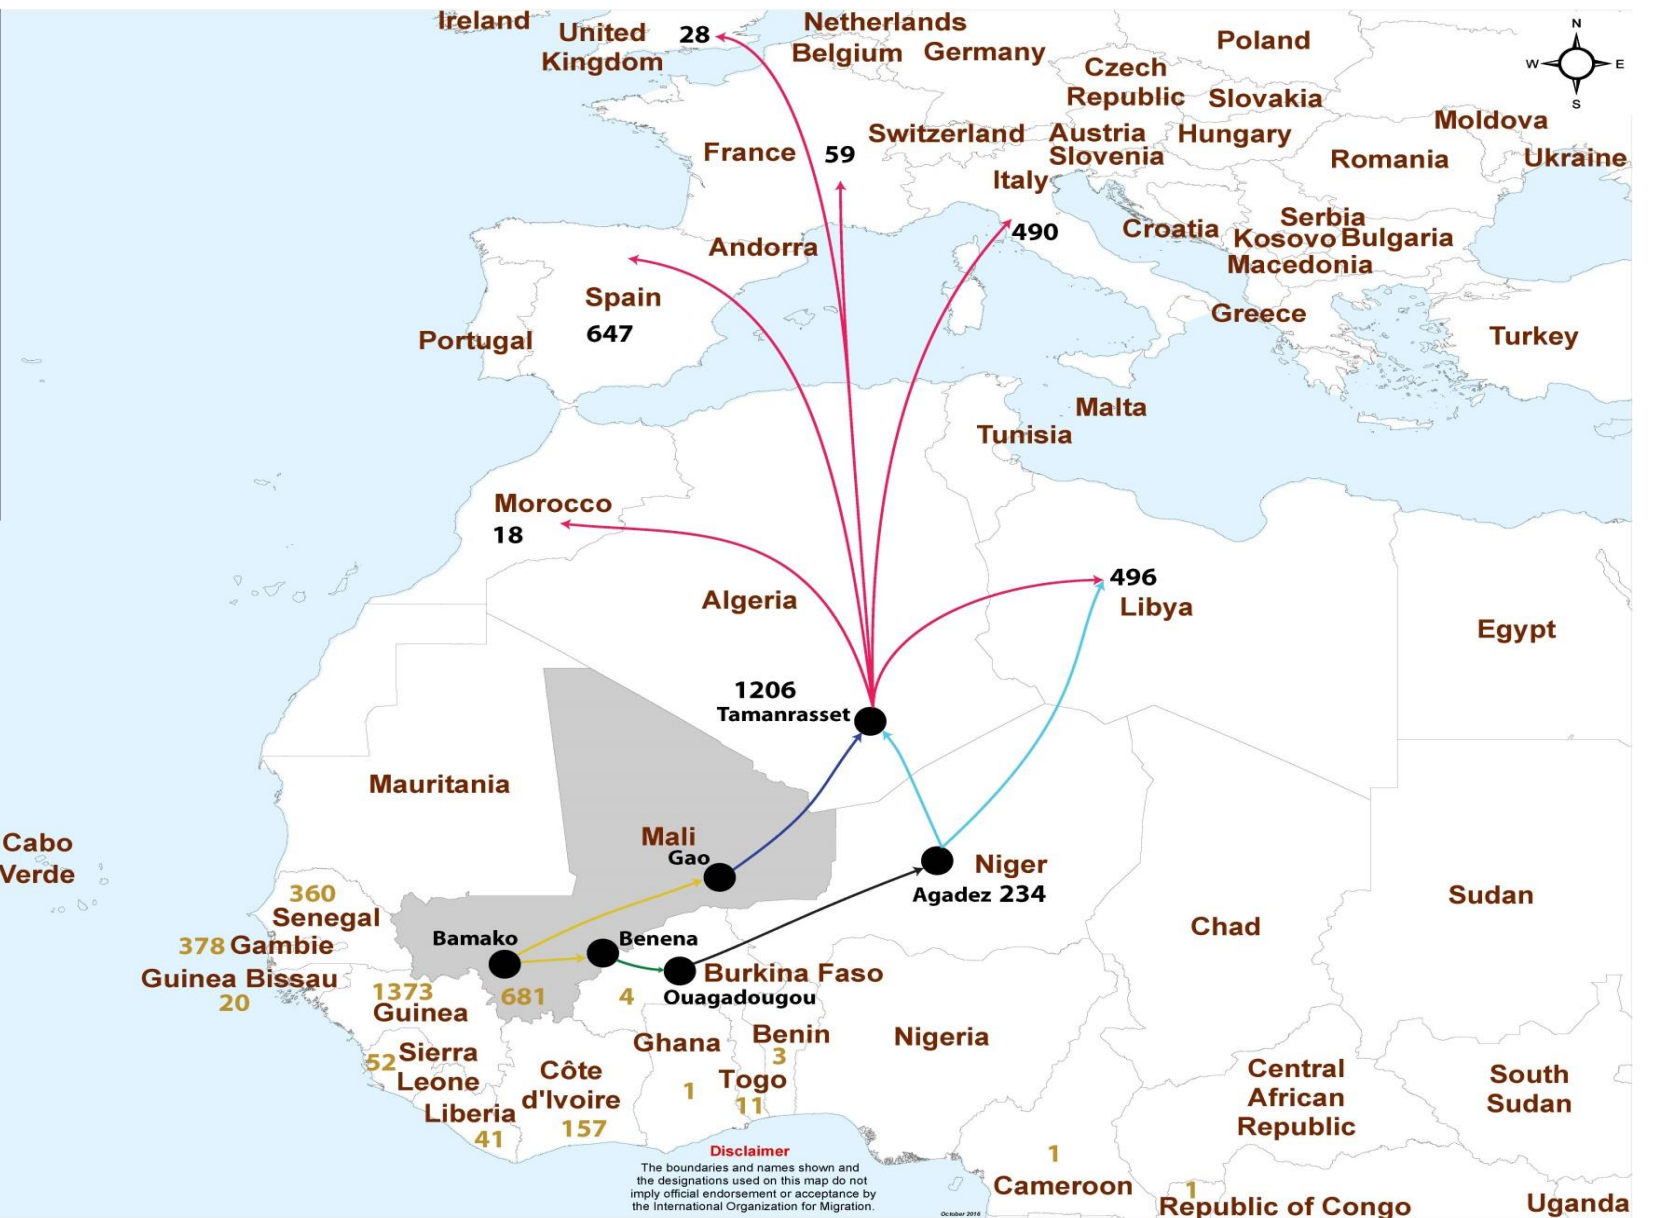 Ireland
United
Kingdom
28
Netherlands
Belgium
Germany
Poland
Czech
Republic
Slovakia
N
W
E
S
France
59
Switzerland
Austria
Slovenia
Hungary
Moldova
Romania
Ukraine
Italy
490
Croatia
Serbia
Kosovo
Bulgaria
Macedonia
Andorra
Spain
647
Portugal
Greece
Turkey
Malta
Tunisia
Morocco
18
Algeria
496
Libya
Egypt
1206
Tamanrasset
Mauritania
Mali
Gao
Cabo
Verde
Niger
Agadez 234
Chad
Sudan
360
Senegal
378 Gambie
Guinea Bissau
20
Bamako
Benena
Burkina Faso
Ouagadougou
1373
Guinea
681
4
Ghana
1
Benin
3
Togo
11
Nigeria
52
Sierra
Leone
Liberia
41
Côte
d'Ivoire
157
Central
African
Republic
South
Sudan
1
Cameroon
1
Republic of Congo
Uganda
Disclaimer
The boundaries and names shown and
the designations used on this map do not
imply official endorsement or acceptance by
the International Organization for Migration.
October 2016